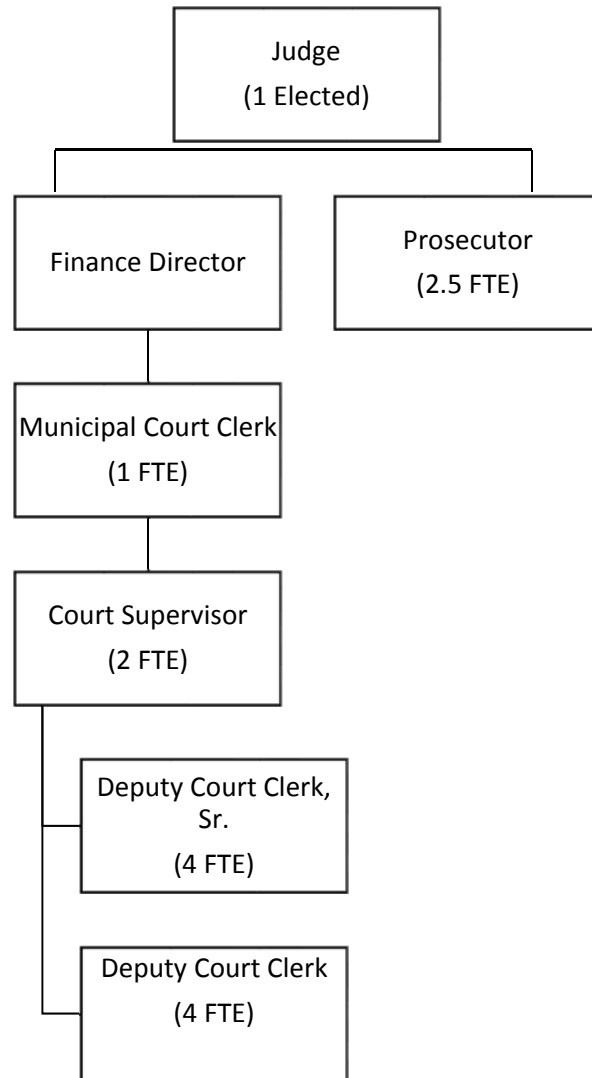 Judge
(1 Elected)
Finance Director
Prosecutor
(2.5 FTE)
Municipal Court Clerk
(1 FTE)
Court Supervisor
(2 FTE)
Deputy Court Clerk,
Sr.
(4 FTE)
Deputy Court Clerk
(4 FTE)